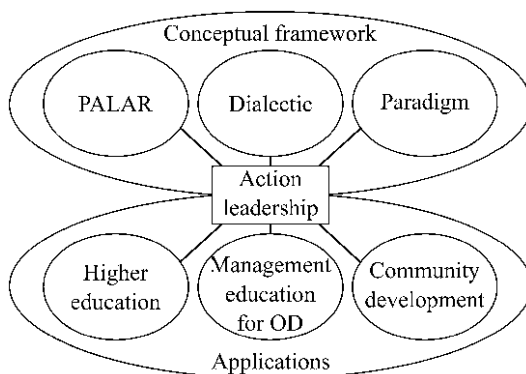 Conceptual framework
PALAR
Dialectic
Paradigm
Action
leadership
Higher
education
Management
education
for OD
Community
development
Applications